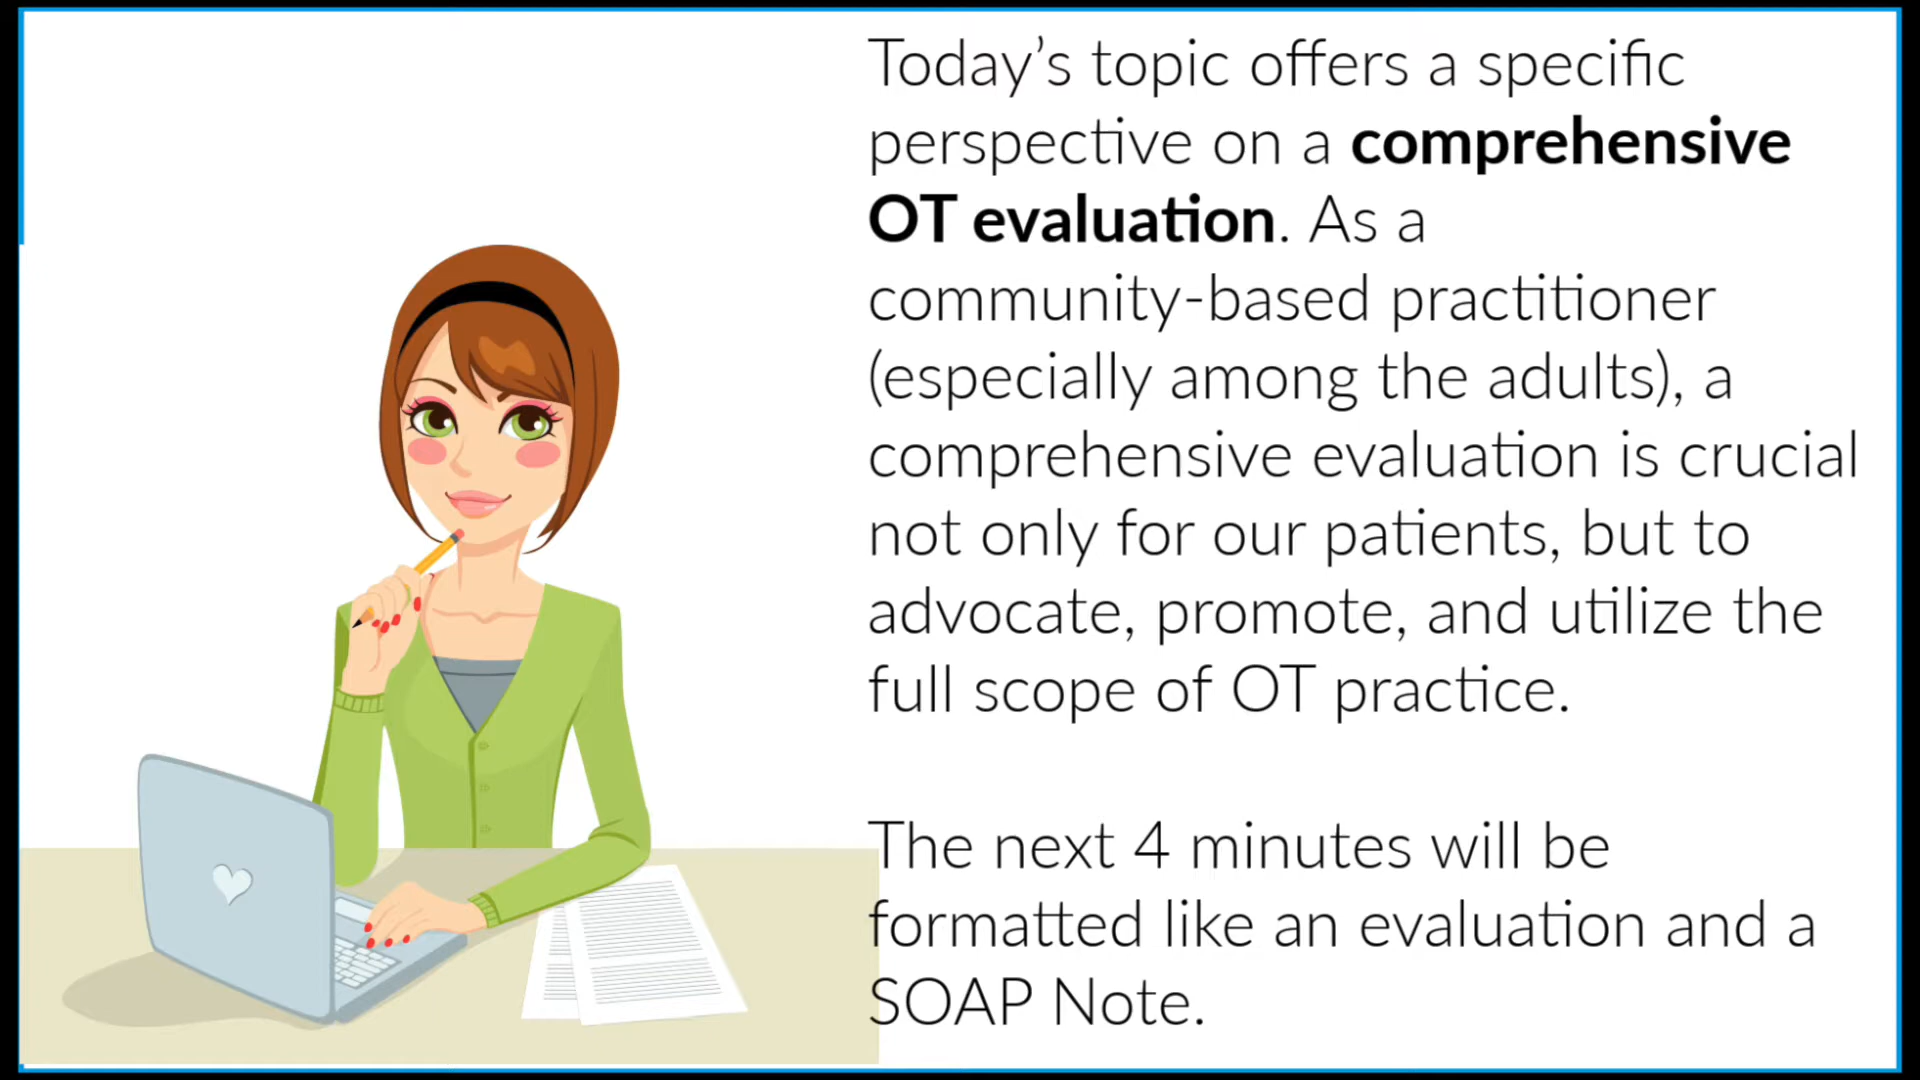 Today’s topic offers a specific
perspective on a comprehensive
OT evaluation. As a
community-based practitioner
(especially among the adults), a
comprehensive evaluation is crucial
not only for our patients, but to
advocate, promote, and utilize the
full scope of OT practice.
The next 4 minutes will be
formatted like an evaluation and a
SOAP Note.